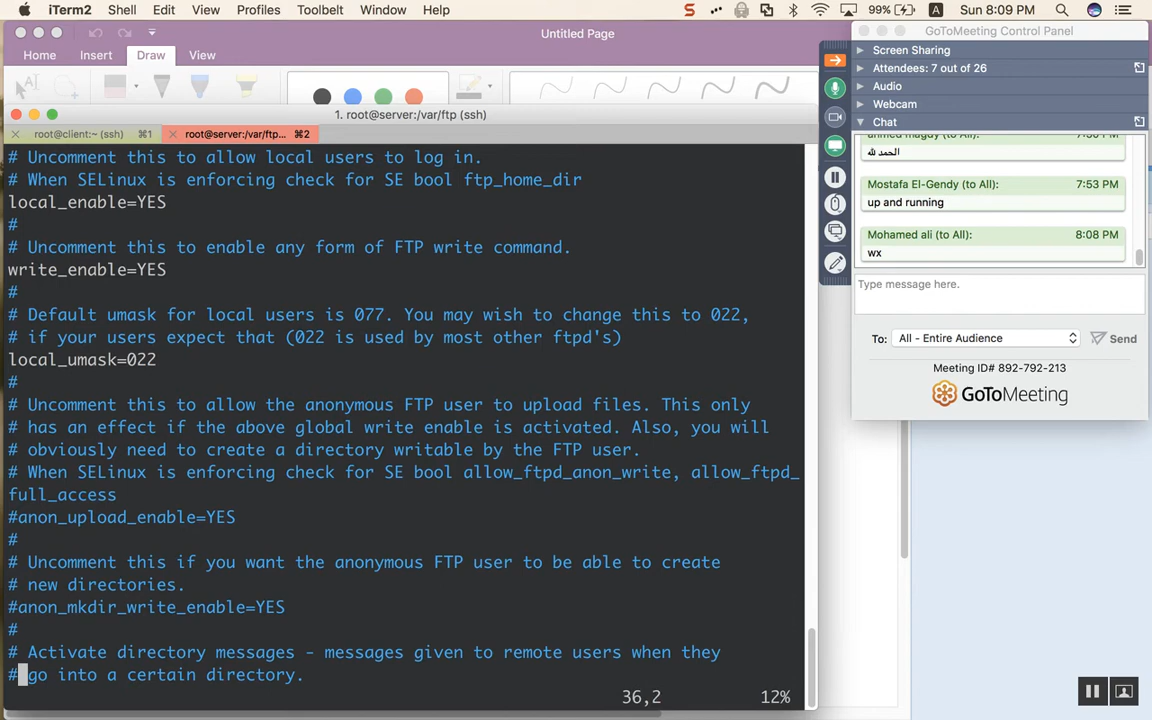 iTerm2 Shell Edit View Profiles Toolbelt Window Help 99% A Sun 8:09 PM
Untitled Page
Home Insert Draw View
1. root@server:/var/ftp (ssh)
root@client:~ (ssh) ⌘1 root@server:/var/ftp... ⌘2
# Uncomment this to allow local users to log in.
# When SELinux is enforcing check for SE bool ftp_home_dir
local_enable=YES
#
# Uncomment this to enable any form of FTP write command.
write_enable=YES
#
# Default umask for local users is 077. You may wish to change this to 022,
# if your users expect that (022 is used by most other ftpd's)
local_umask=022
#
# Uncomment this to allow the anonymous FTP user to upload files. This only
# has an effect if the above global write enable is activated. Also, you will
# obviously need to create a directory writable by the FTP user.
# When SELinux is enforcing check for SE bool allow_ftpd_anon_write, allow_ftpd_
full_access
#anon_upload_enable=YES
#
# Uncomment this if you want the anonymous FTP user to be able to create
# new directories.
#anon_mkdir_write_enable=YES
#
# Activate directory messages - messages given to remote users when they
# go into a certain directory.
36,2 12%
GoToMeeting Control Panel
Screen Sharing
Attendees: 7 out of 26
Audio
Webcam
Chat
ahmed magdy (to All): 7:50 PM
الحمد لله
Mostafa El-Gendy (to All): 7:53 PM
up and running
Mohamed ali (to All): 8:08 PM
wx
Type message here.
To: All - Entire Audience Send
Meeting ID# 892-792-213
GoToMeeting